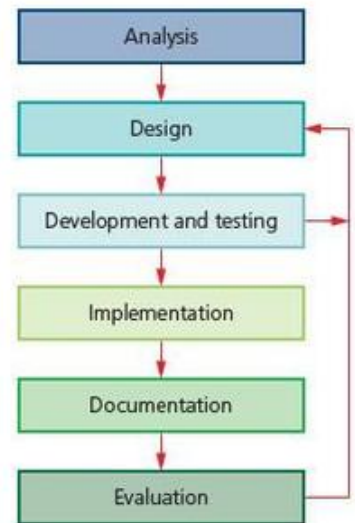 Analysis
Design
Development and testing
Implementation
Documentation
Evaluation